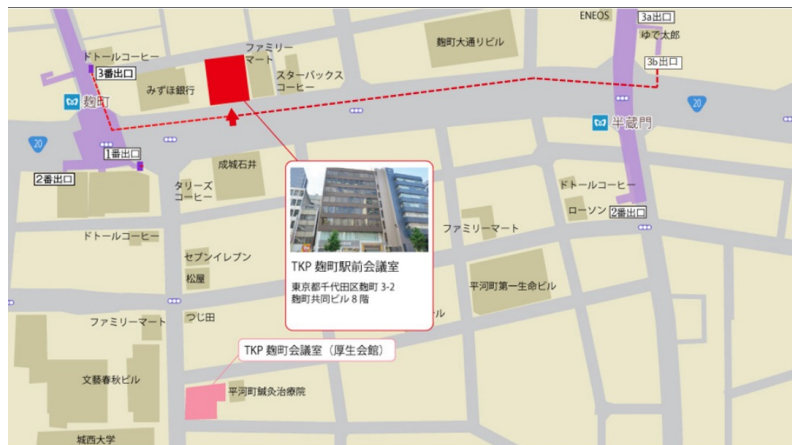 ENEOS
3a出口
ゆで太郎
3b出口
麹町大通りビル
ファミリー
マート
スターバックス
コーヒー
ドトールコーヒー
3番出口
みずほ銀行
麹町
20
20
半蔵門
1番出口
2番出口
成城石井
タリーズ
コーヒー
ドトールコーヒー
ローソン
2番出口
ドトールコーヒー
セブンイレブン
松屋
ファミリーマート
TKP 麹町駅前会議室
東京都千代田区麹町 3-2
麹町共同ビル 8 階
平河町第一生命ビル
ル
ファミリーマート
つじ田
TKP 麹町会議室（厚生会館）
文藝春秋ビル
平河町鍼灸治療院
城西大学